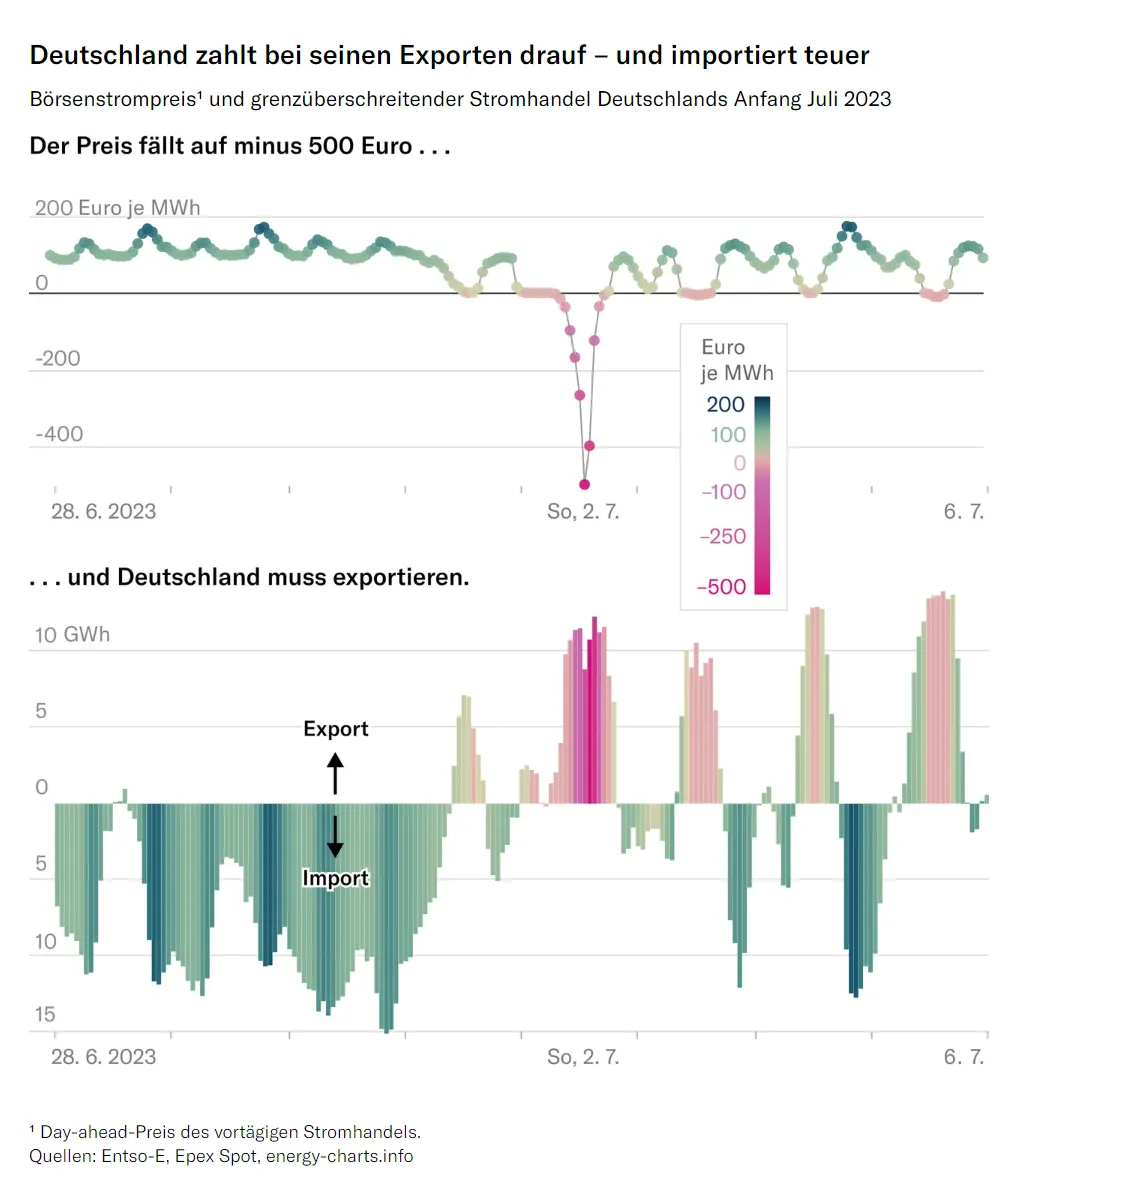 Deutschland zahlt bei seinen Exporten drauf – und importiert teuer
Börsenstrompreis¹ und grenzüberschreitender Stromhandel Deutschlands Anfang Juli 2023
Der Preis fällt auf minus 500 Euro . . .
200 Euro je MWh
0
-200
-400
28. 6. 2023
So, 2. 7.
6. 7.
Euro
je MWh
200
100
0
–100
–250
–500
. . . und Deutschland muss exportieren.
10 GWh
5
0
5
10
15
Export
Import
28. 6. 2023
So, 2. 7.
6. 7.
¹ Day-ahead-Preis des vortägigen Stromhandels.
Quellen: Entso-E, Epex Spot, energy-charts.info